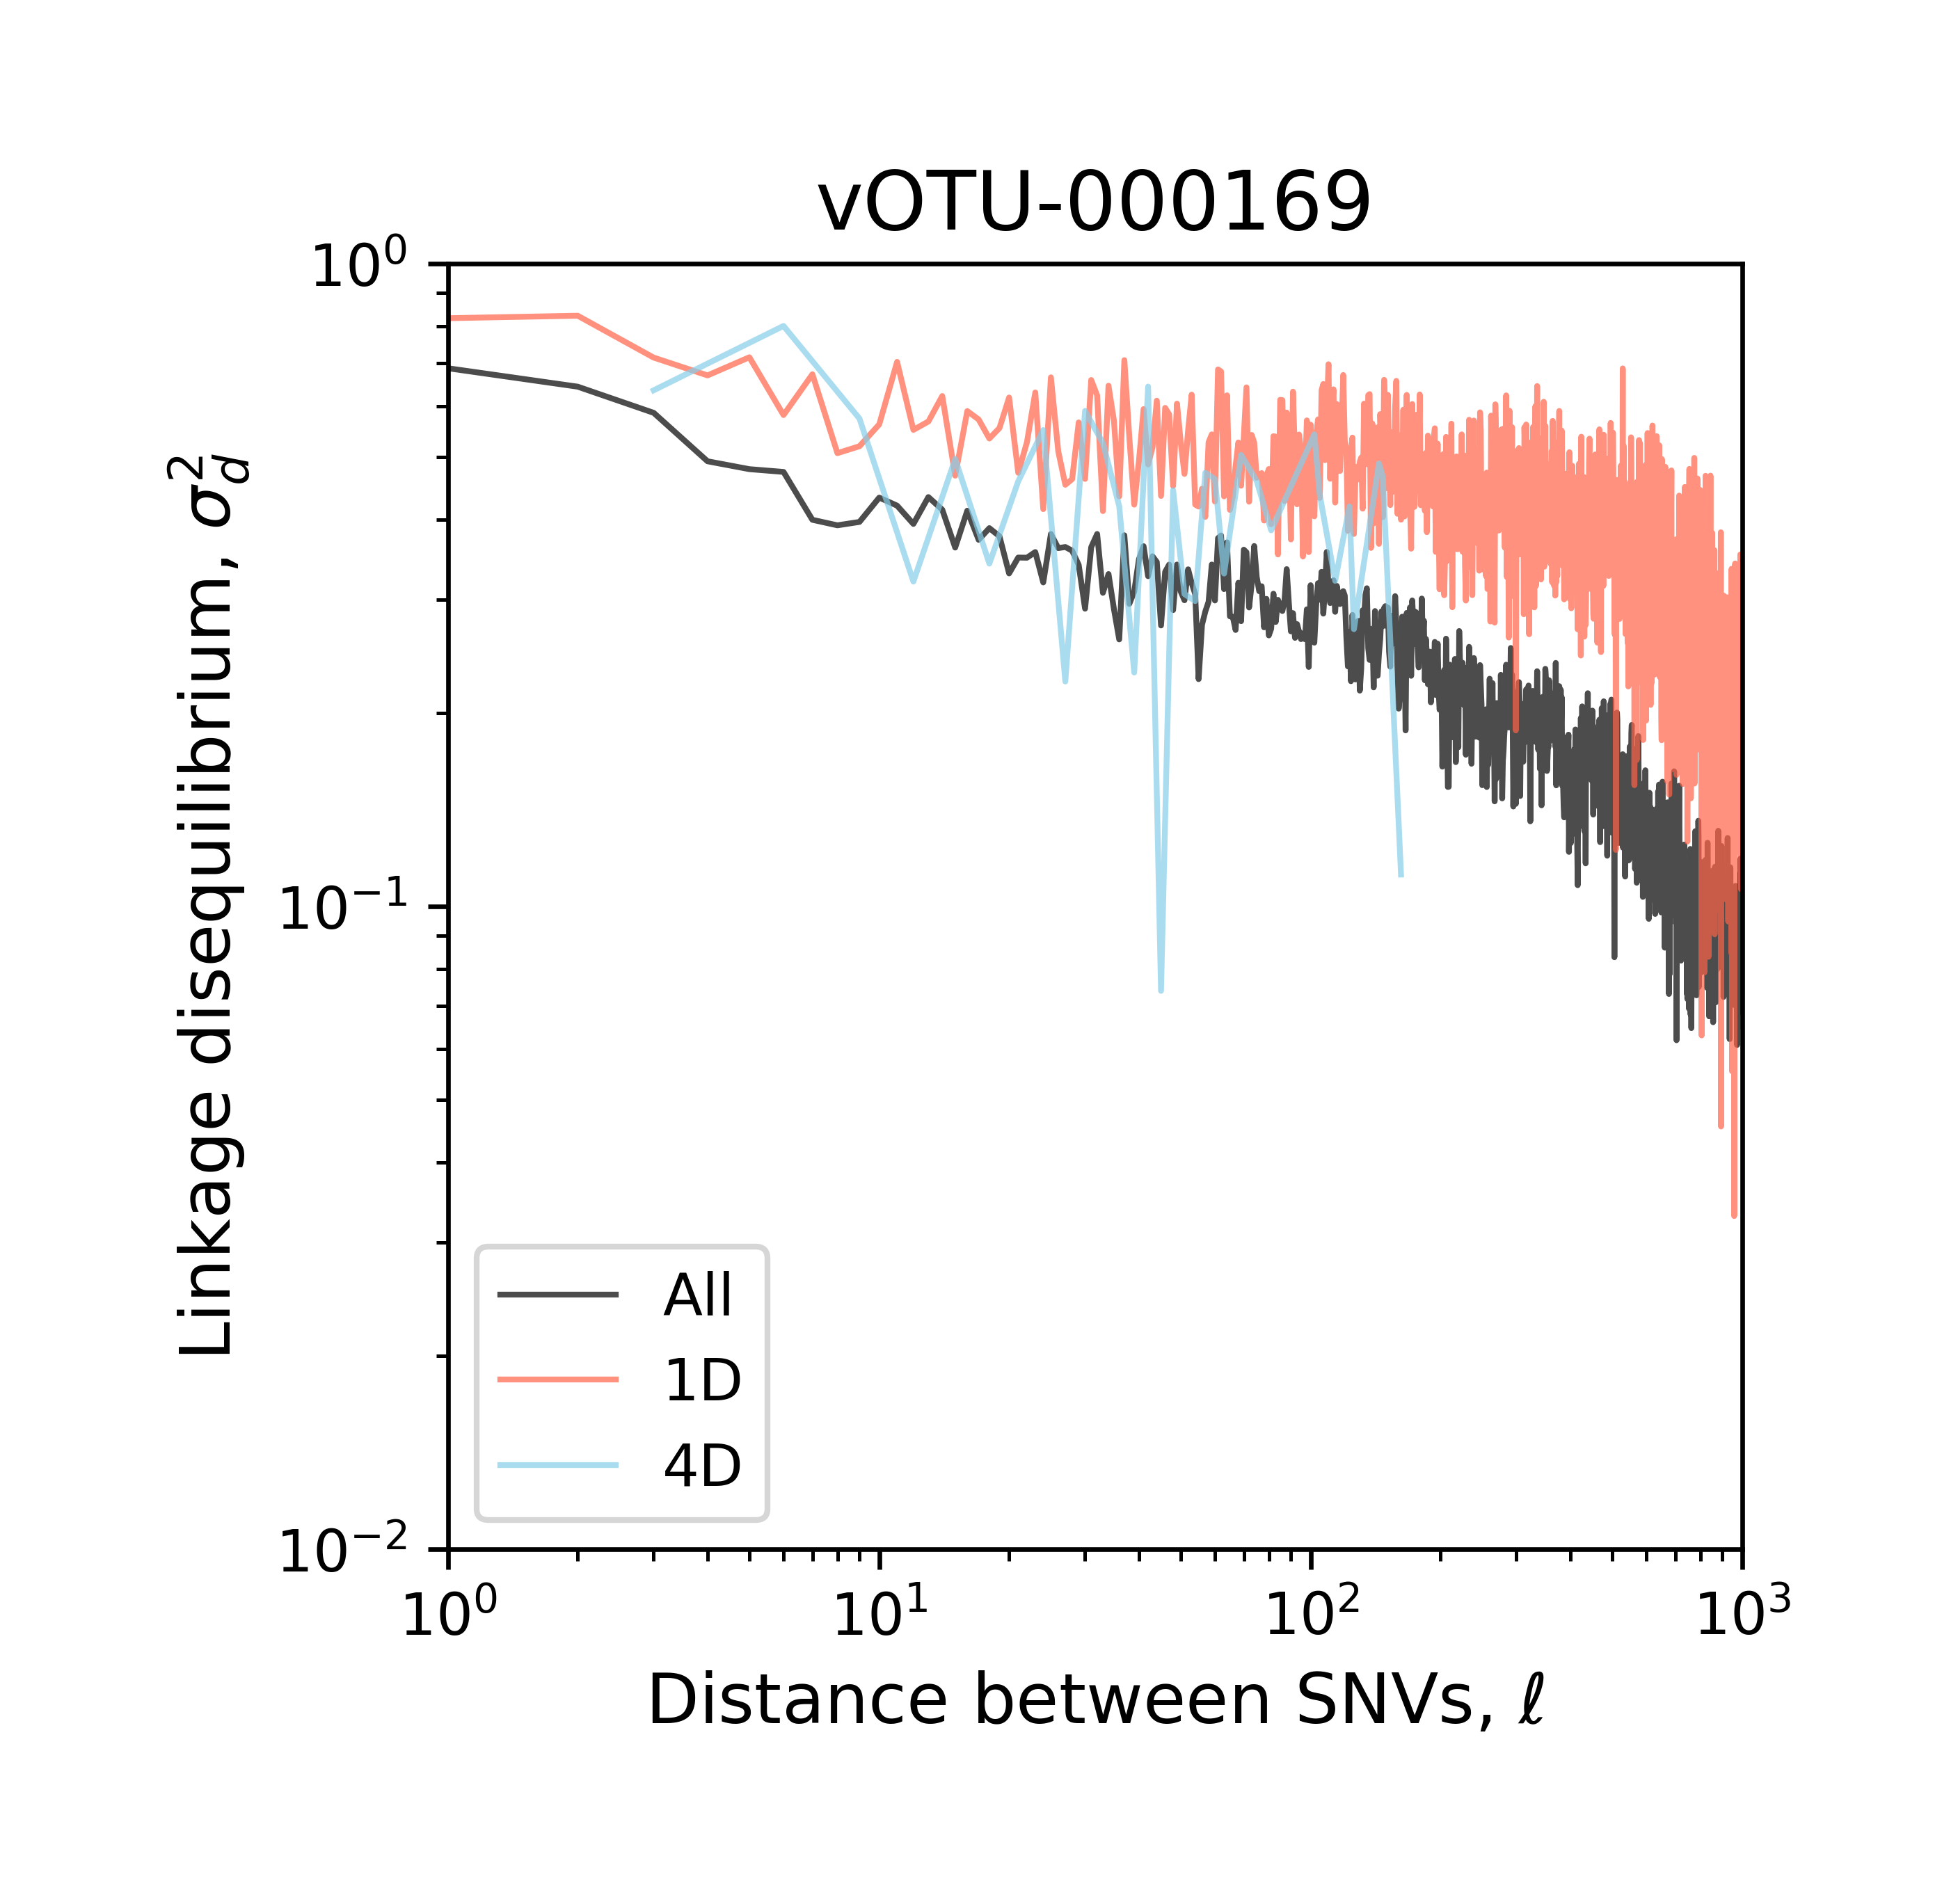 vOTU-000169
Linkage disequilibrium, σ²_d
10⁰
10⁻¹
10⁻²
All
1D
4D
10⁰ 10¹ 10² 10³
Distance between SNVs, ℓ